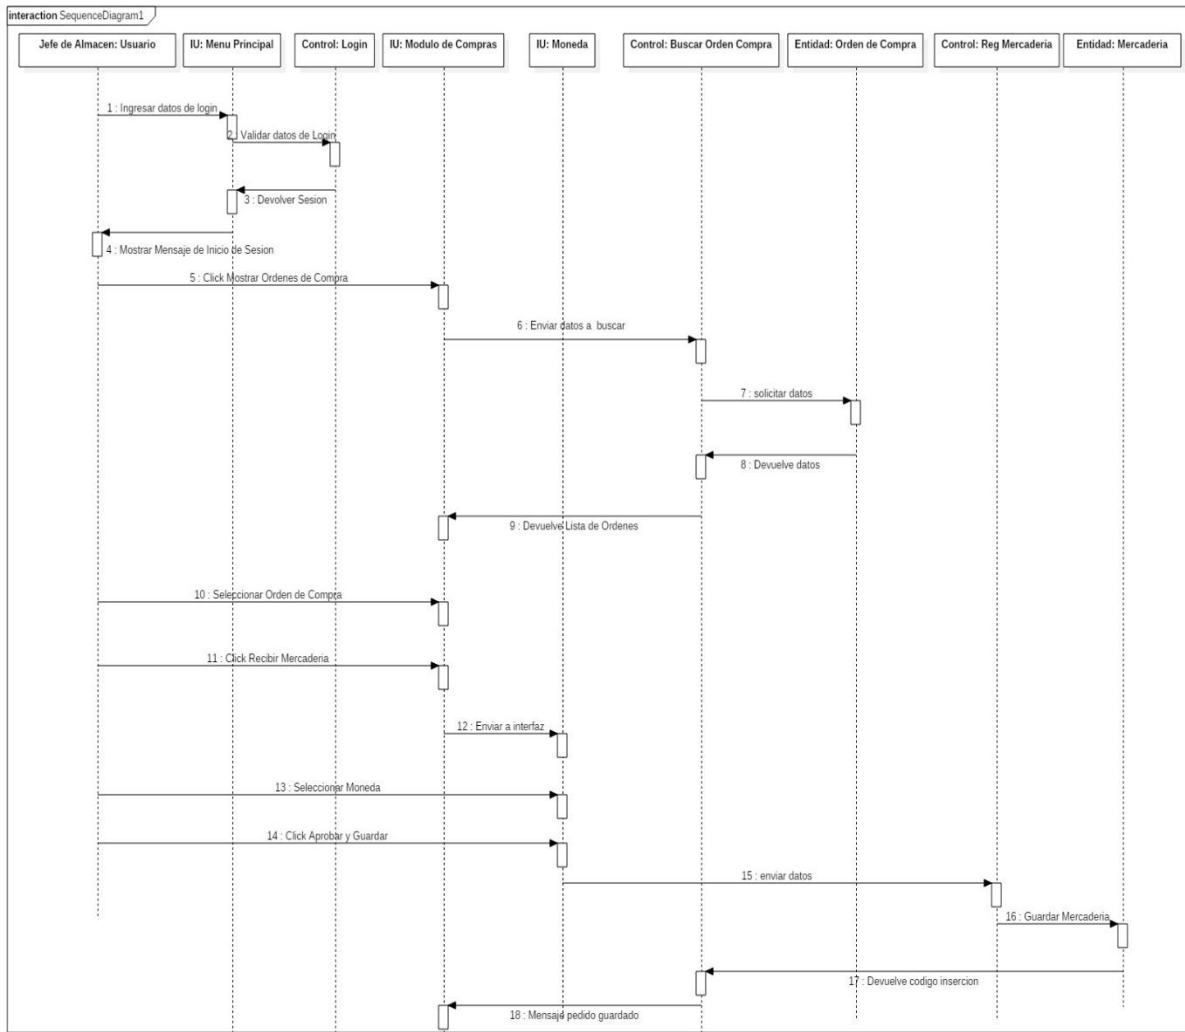 interaction SequenceDiagram1
Jefe de Almacen: Usuario
IU: Menu Principal
Control: Login
IU: Modulo de Compras
IU: Moneda
Control: Buscar Orden Compra
Entidad: Orden de Compra
Control: Reg Mercaderia
Entidad: Mercaderia
1 : Ingresar datos de login
2 : Validar datos de Login
3 : Devolver Sesion
4 : Mostrar Mensaje de Inicio de Sesion
5 : Click Mostrar Ordenes de Compra
6 : Enviar datos a buscar
7 : solicitar datos
8 : Devuelve datos
9 : Devuelve Lista de Ordenes
10 : Seleccionar Orden de Compra
11 : Click Recibir Mercaderia
12 : Enviar a interfaz
13 : Seleccionar Moneda
14 : Click Aprobar y Guardar
15 : enviar datos
16 : Guardar Mercaderia
17 : Devuelve codigo insercion
18 : Mensaje pedido guardado